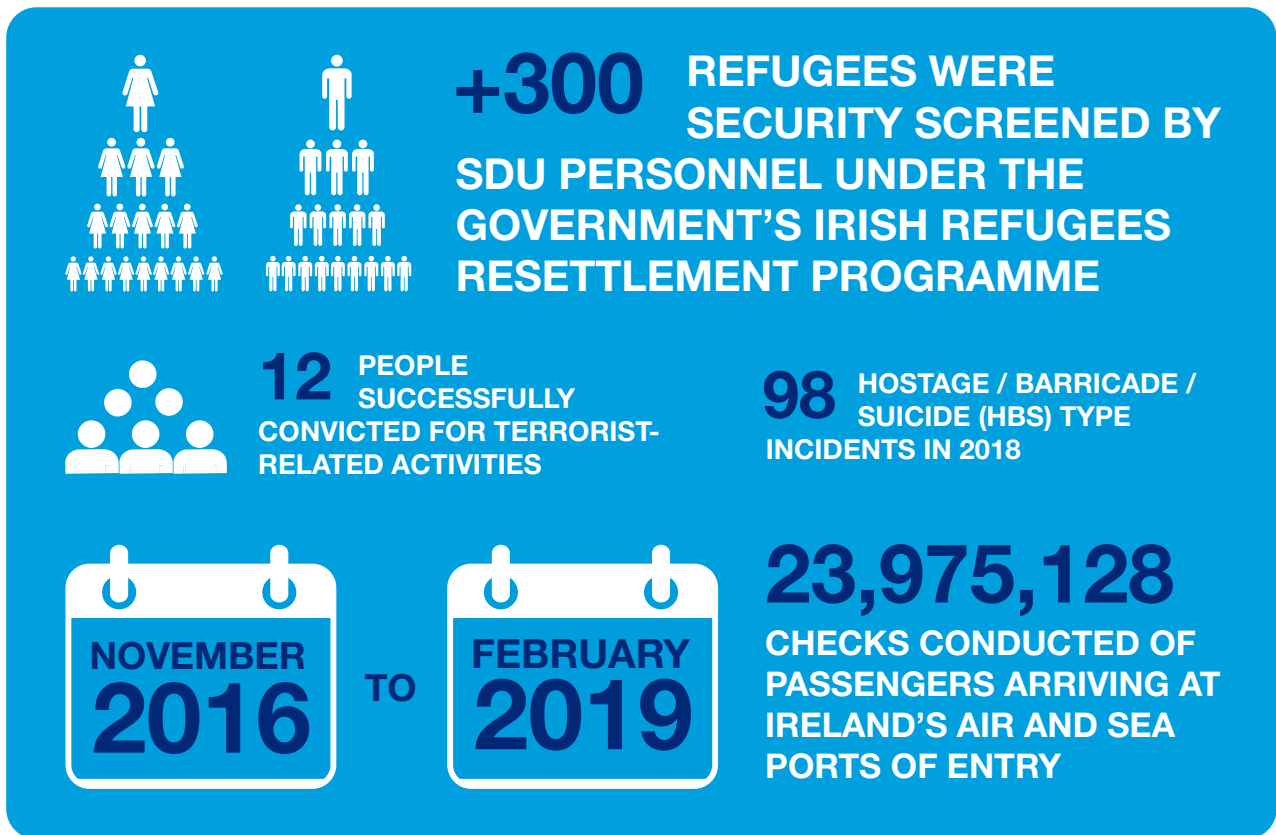 +300 REFUGEES WERE
SECURITY SCREENED BY
SDU PERSONNEL UNDER THE
GOVERNMENT’S IRISH REFUGEES
RESETTLEMENT PROGRAMME
12 PEOPLE
SUCCESSFULLY
CONVICTED FOR TERRORIST-
RELATED ACTIVITIES
98 HOSTAGE / BARRICADE /
SUICIDE (HBS) TYPE
INCIDENTS IN 2018
NOVEMBER
2016
TO
FEBRUARY
2019
23,975,128
CHECKS CONDUCTED OF
PASSENGERS ARRIVING AT
IRELAND’S AIR AND SEA
PORTS OF ENTRY